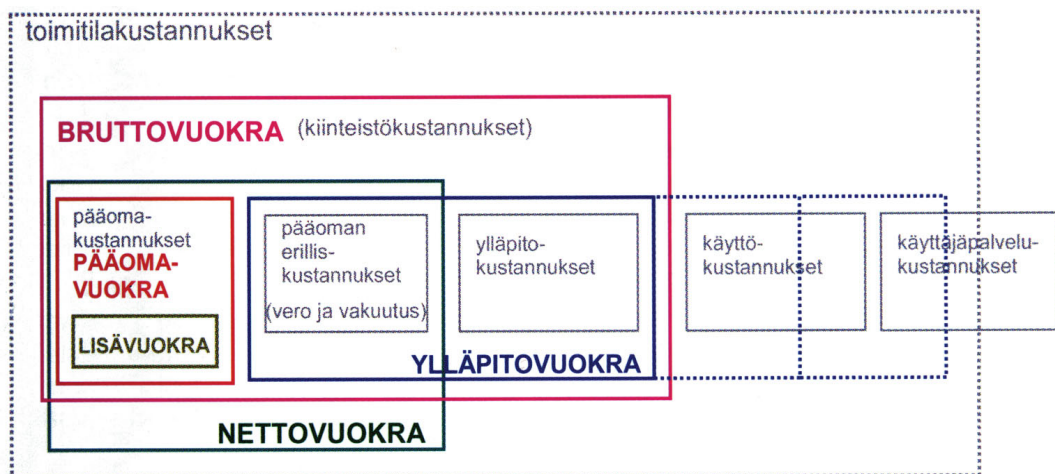 toimitilakustannukset
BRUTTOVUOKRA (kiinteistökustannukset)
pääoma-
kustannukset
PÄÄOMA-
VUOKRA
LISÄVUOKRA
pääoman
erillis-
kustannukset
(vero ja vakuutus)
ylläpito-
kustannukset
käyttö-
kustannukset
käyttäjäpalvelu-
kustannukset
YLLÄPITOVUOKRA
NETTOVUOKRA